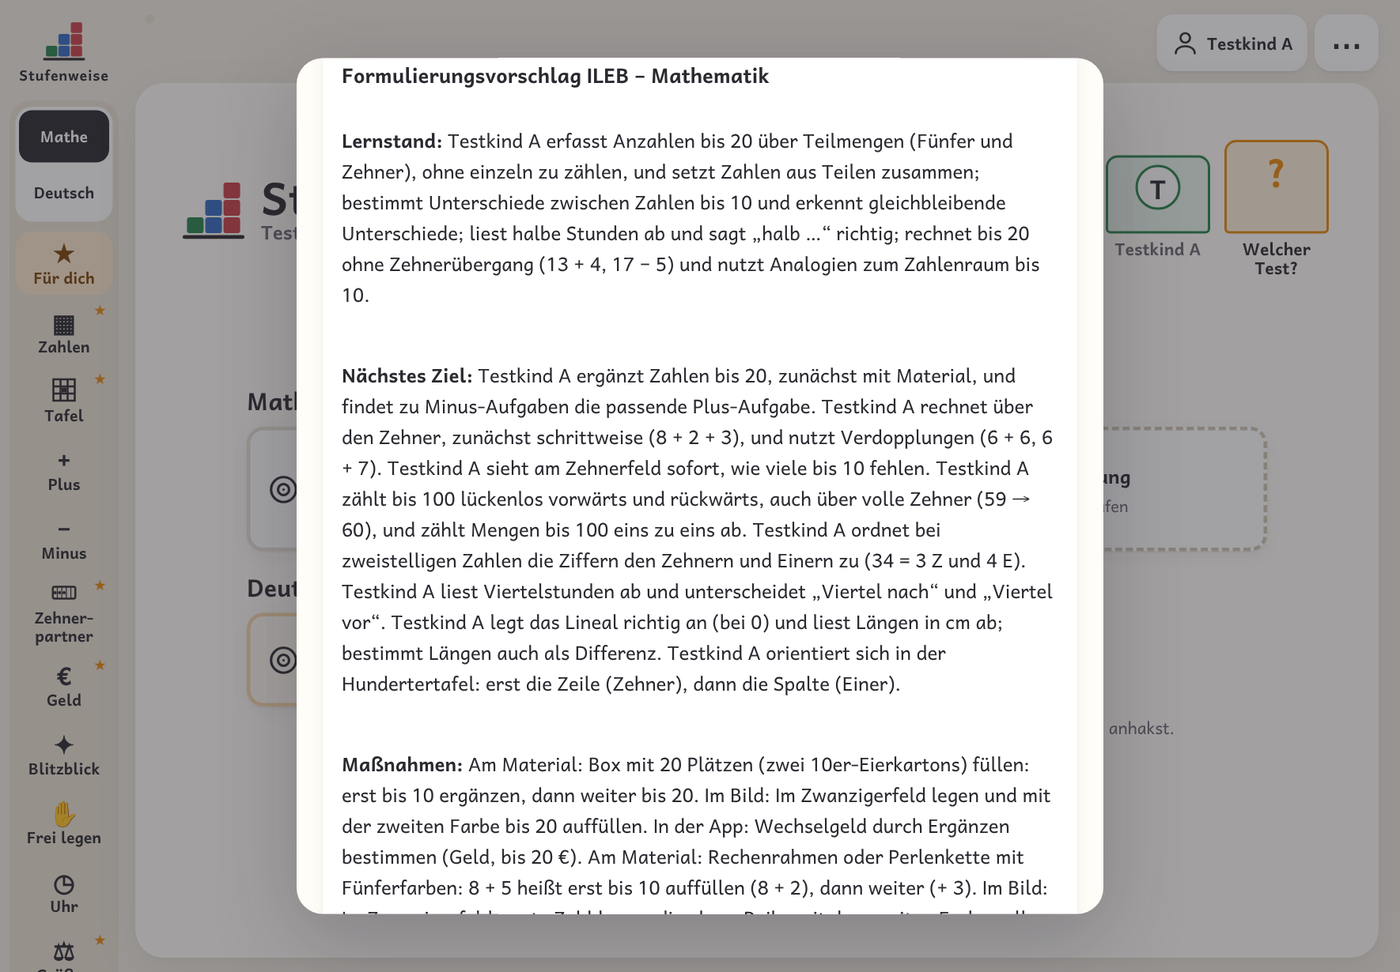 Stufenweise
Testkind A
...
Mathe
Deutsch
Für dich
Zahlen
Tafel
+
Plus
−
Minus
Zehner-
partner
€
Geld
Blitzblick
Frei legen
Uhr
St
Test
T
Testkind A
?
Welcher
Test?
Mat
Deut
ung
fen
anhakst.
Formulierungsvorschlag ILEB – Mathematik
Lernstand: Testkind A erfasst Anzahlen bis 20 über Teilmengen (Fünfer und
Zehner), ohne einzeln zu zählen, und setzt Zahlen aus Teilen zusammen;
bestimmt Unterschiede zwischen Zahlen bis 10 und erkennt gleichbleibende
Unterschiede; liest halbe Stunden ab und sagt „halb ...“ richtig; rechnet bis 20
ohne Zehnerübergang (13 + 4, 17 − 5) und nutzt Analogien zum Zahlenraum bis
10.
Nächstes Ziel: Testkind A ergänzt Zahlen bis 20, zunächst mit Material, und
findet zu Minus-Aufgaben die passende Plus-Aufgabe. Testkind A rechnet über
den Zehner, zunächst schrittweise (8 + 2 + 3), und nutzt Verdopplungen (6 + 6, 6
+ 7). Testkind A sieht am Zehnerfeld sofort, wie viele bis 10 fehlen. Testkind A
zählt bis 100 lückenlos vorwärts und rückwärts, auch über volle Zehner (59 →
60), und zählt Mengen bis 100 eins zu eins ab. Testkind A ordnet bei
zweistelligen Zahlen die Ziffern den Zehnern und Einern zu (34 = 3 Z und 4 E).
Testkind A liest Viertelstunden ab und unterscheidet „Viertel nach“ und „Viertel
vor“. Testkind A legt das Lineal richtig an (bei 0) und liest Längen in cm ab;
bestimmt Längen auch als Differenz. Testkind A orientiert sich in der
Hundertertafel: erst die Zeile (Zehner), dann die Spalte (Einer).
Maßnahmen: Am Material: Box mit 20 Plätzen (zwei 10er-Eierkartons) füllen:
erst bis 10 ergänzen, dann weiter bis 20. Im Bild: Im Zwanzigerfeld legen und mit
der zweiten Farbe bis 20 auffüllen. In der App: Wechselgeld durch Ergänzen
bestimmen (Geld, bis 20 €). Am Material: Rechenrahmen oder Perlenkette mit
Fünferfarben: 8 + 5 heißt erst bis 10 auffüllen (8 + 2), dann weiter (+ 3). Im Bild: